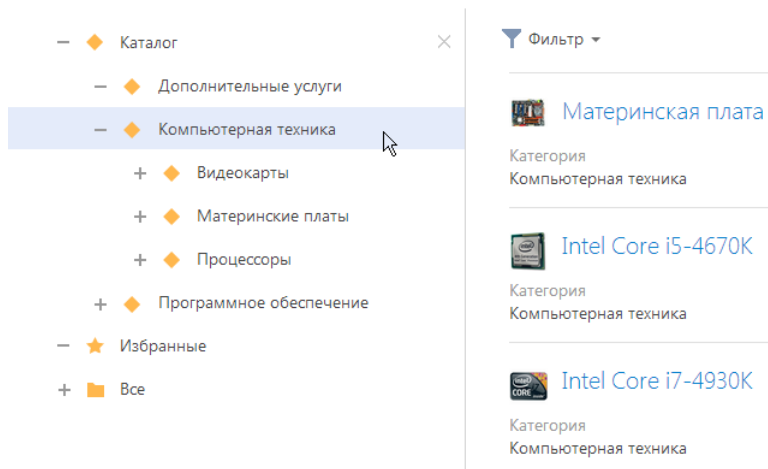 Каталог
Дополнительные услуги
Компьютерная техника
Видеокарты
Материнские платы
Процессоры
Программное обеспечение
Избранные
Все
Фильтр
Материнская плата
Категория
Компьютерная техника
Intel Core i5-4670K
Категория
Компьютерная техника
Intel Core i7-4930K
Категория
Компьютерная техника